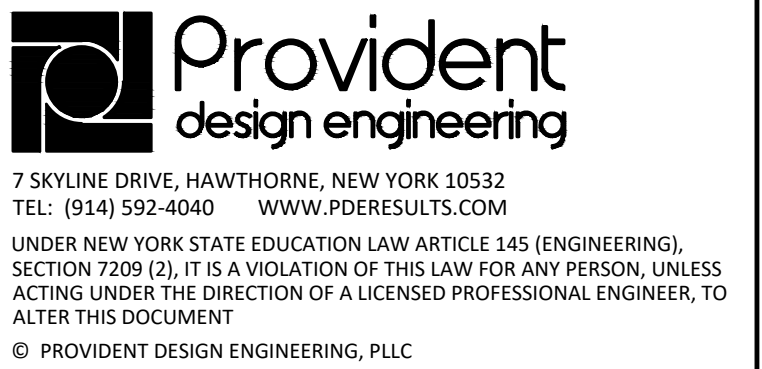 Provident
design engineering
7 SKYLINE DRIVE, HAWTHORNE, NEW YORK 10532
TEL: (914) 592-4040 WWW.PDERESULTS.COM
UNDER NEW YORK STATE EDUCATION LAW ARTICLE 145 (ENGINEERING),
SECTION 7209 (2), IT IS A VIOLATION OF THIS LAW FOR ANY PERSON, UNLESS
ACTING UNDER THE DIRECTION OF A LICENSED PROFESSIONAL ENGINEER, TO
ALTER THIS DOCUMENT
© PROVIDENT DESIGN ENGINEERING, PLLC